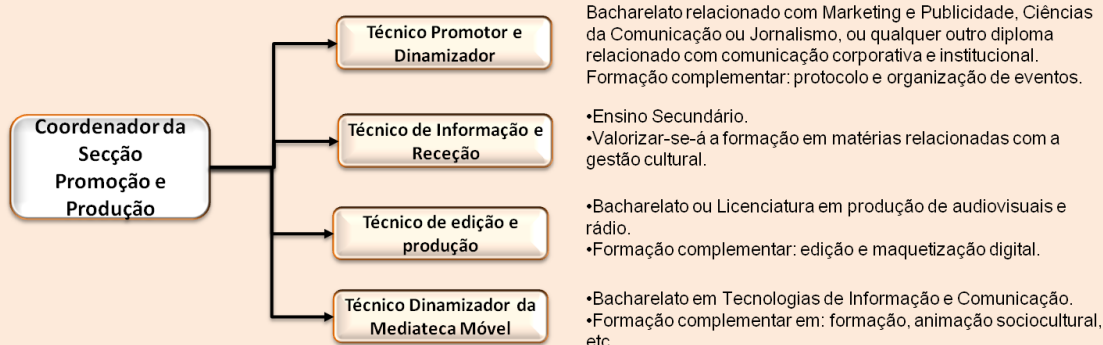 Coordenador da
Secção
Promoção e
Produção
Técnico Promotor e
Dinamizador
Bacharelato relacionado com Marketing e Publicidade, Ciências
da Comunicação ou Jornalismo, ou qualquer outro diploma
relacionado com comunicação corporativa e institucional.
Formação complementar: protocolo e organização de eventos.
Técnico de Informação e
Receção
•Ensino Secundário.
•Valorizar-se-á a formação em matérias relacionadas com a
gestão cultural.
Técnico de edição e
produção
•Bacharelato ou Licenciatura em produção de audiovisuais e
rádio.
•Formação complementar: edição e maquetização digital.
Técnico Dinamizador da
Mediateca Móvel
•Bacharelato em Tecnologias de Informação e Comunicação.
•Formação complementar em: formação, animação sociocultural,
etc